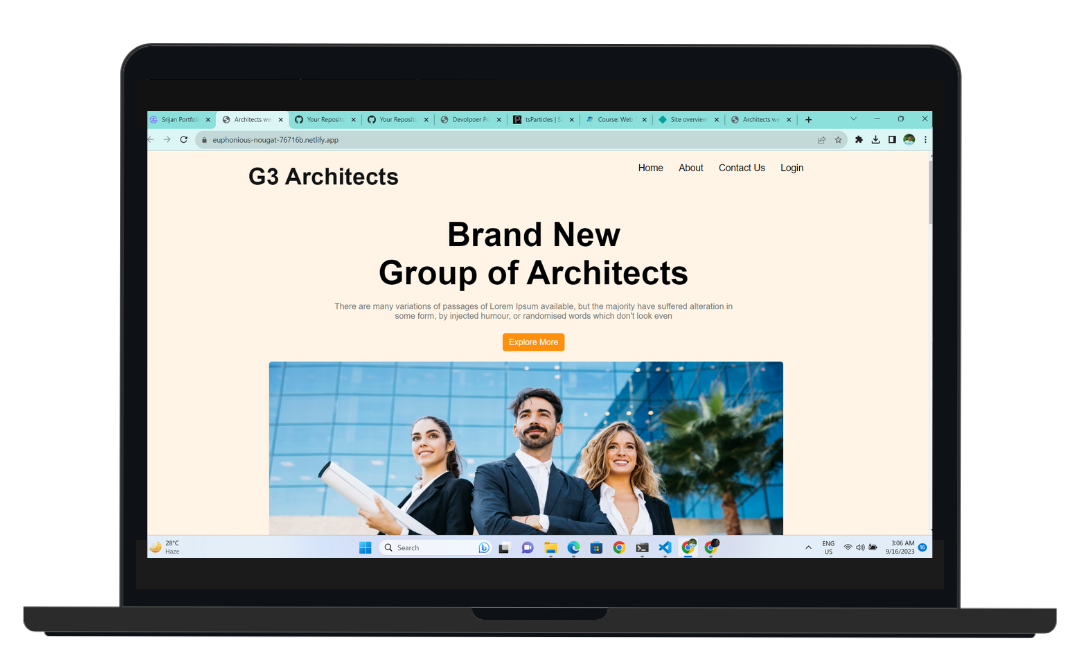 Srijan Portfoli
Architects we
Your Reposito
Your Reposito
Devolpoer Po
tsParticles | S
Course: Web
Site overview
Architects we
euphonious-nougat-76716b.netlify.app
G3 Architects
Home About Contact Us Login
Brand New
Group of Architects
There are many variations of passages of Lorem Ipsum available, but the majority have suffered alteration in
some form, by injected humour, or randomised words which don't look even
Explore More
28°C
Haze
Search
ENG
US
3:06 AM
9/16/2023